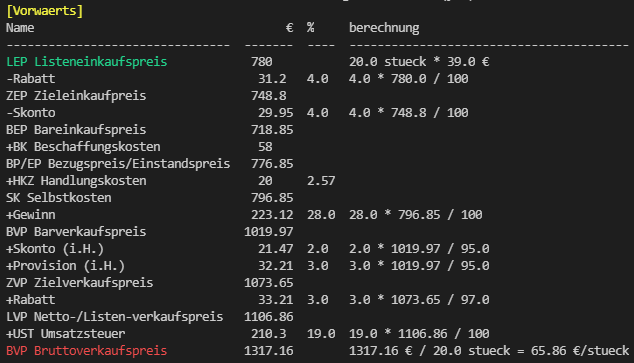 [Vorwaerts]
Name € % berechnung
------------------------------ ------- ---- ---------------------------------------
LEP Listeneinkaufspreis 780 20.0 stueck * 39.0 €
-Rabatt 31.2 4.0 4.0 * 780.0 / 100
ZEP Zieleinkaufpreis 748.8
-Skonto 29.95 4.0 4.0 * 748.8 / 100
BEP Bareinkaufspreis 718.85
+BK Beschaffungskosten 58
BP/EP Bezugspreis/Einstandspreis 776.85
+HKZ Handlungskosten 20 2.57
SK Selbstkosten 796.85
+Gewinn 223.12 28.0 28.0 * 796.85 / 100
BVP Barverkaufspreis 1019.97
+Skonto (i.H.) 21.47 2.0 2.0 * 1019.97 / 95.0
+Provision (i.H.) 32.21 3.0 3.0 * 1019.97 / 95.0
ZVP Zielverkaufspreis 1073.65
+Rabatt 33.21 3.0 3.0 * 1073.65 / 97.0
LVP Netto-/Listen-verkaufspreis 1106.86
+UST Umsatzsteuer 210.3 19.0 19.0 * 1106.86 / 100
BVP Bruttoverkaufspreis 1317.16 1317.16 € / 20.0 stueck = 65.86 €/stueck